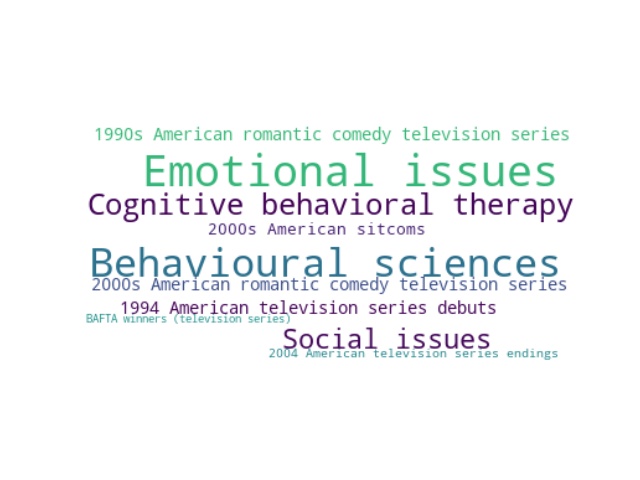 1990s American romantic comedy television series
Emotional issues
Cognitive behavioral therapy
2000s American sitcoms
Behavioural sciences
2000s American romantic comedy television series
1994 American television series debuts
BAFTA winners (television series)
Social issues
2004 American television series endings